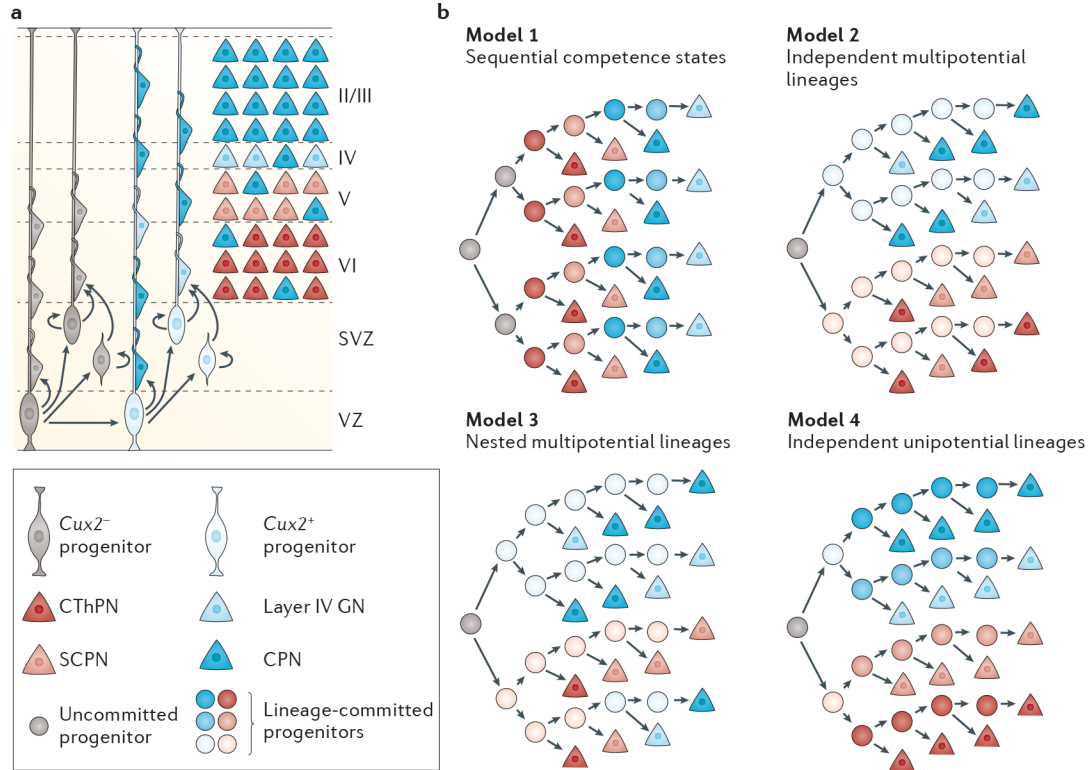 a
II/III
IV
V
VI
SVZ
VZ
Cux2⁻
progenitor
Cux2⁺
progenitor
CThPN
Layer IV GN
SCPN
CPN
Uncommitted
progenitor
Lineage-committed
progenitors
b
Model 1
Sequential competence states
Model 2
Independent multipotential
lineages
Model 3
Nested multipotential lineages
Model 4
Independent unipotential lineages